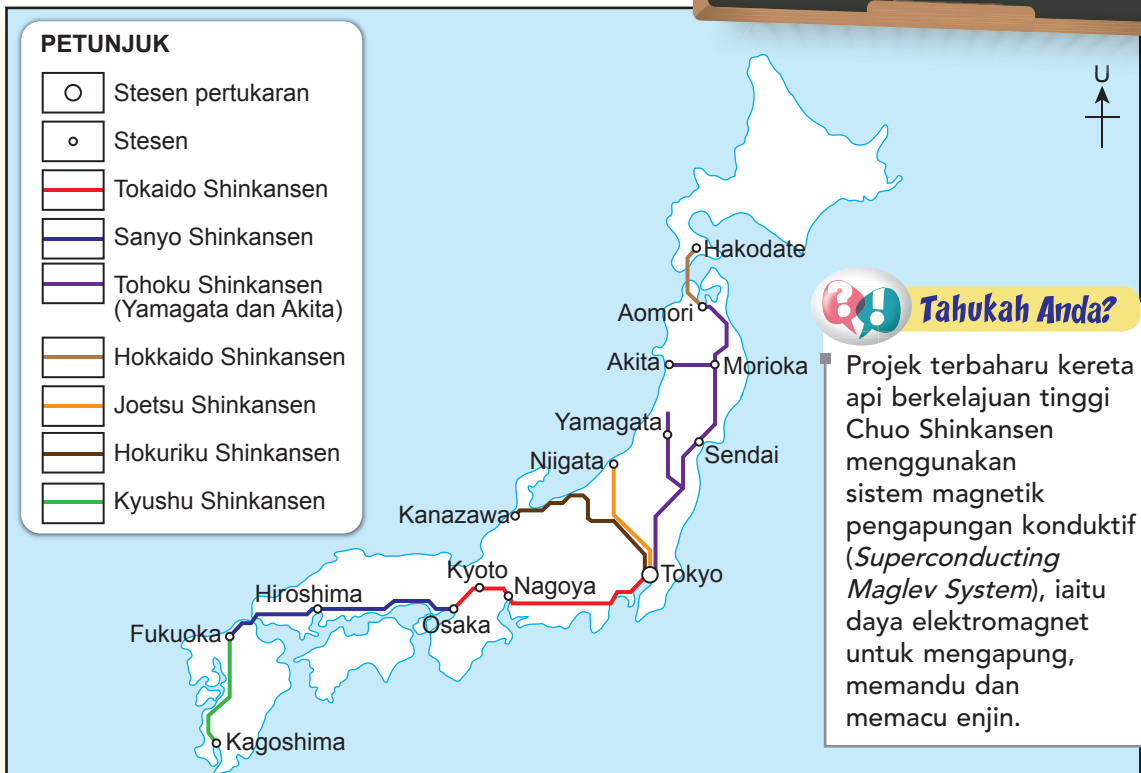 PETUNJUK
Stesen pertukaran
Stesen
Tokaido Shinkansen
Sanyo Shinkansen
Tohoku Shinkansen
(Yamagata dan Akita)
Hokkaido Shinkansen
Joetsu Shinkansen
Hokuriku Shinkansen
Kyushu Shinkansen
U
Hakodate
Aomori
Akita
Morioka
Yamagata
Sendai
Niigata
Kanazawa
Tokyo
Kyoto
Nagoya
Hiroshima
Osaka
Fukuoka
Kagoshima
?!
Tahukah Anda?
Projek terbaharu kereta
api berkelajuan tinggi
Chuo Shinkansen
menggunakan
sistem magnetik
pengapungan konduktif
(Superconducting
Maglev System), iaitu
daya elektromagnet
untuk mengapung,
memandu dan
memacu enjin.